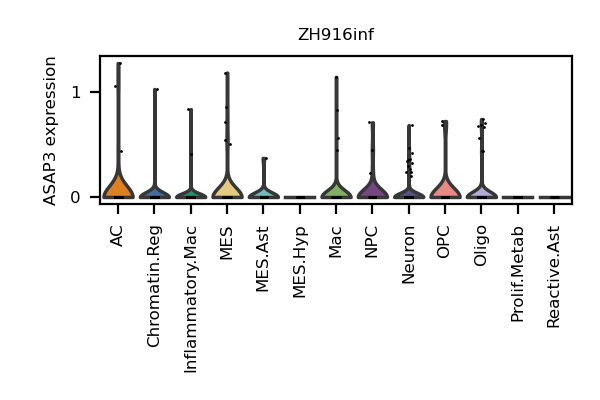 ZH916inf
ASAP3 expression
1
0
AC
Chromatin.Reg
Inflammatory.Mac
MES
MES.Ast
MES.Hyp
Mac
NPC
Neuron
OPC
Oligo
Prolif.Metab
Reactive.Ast